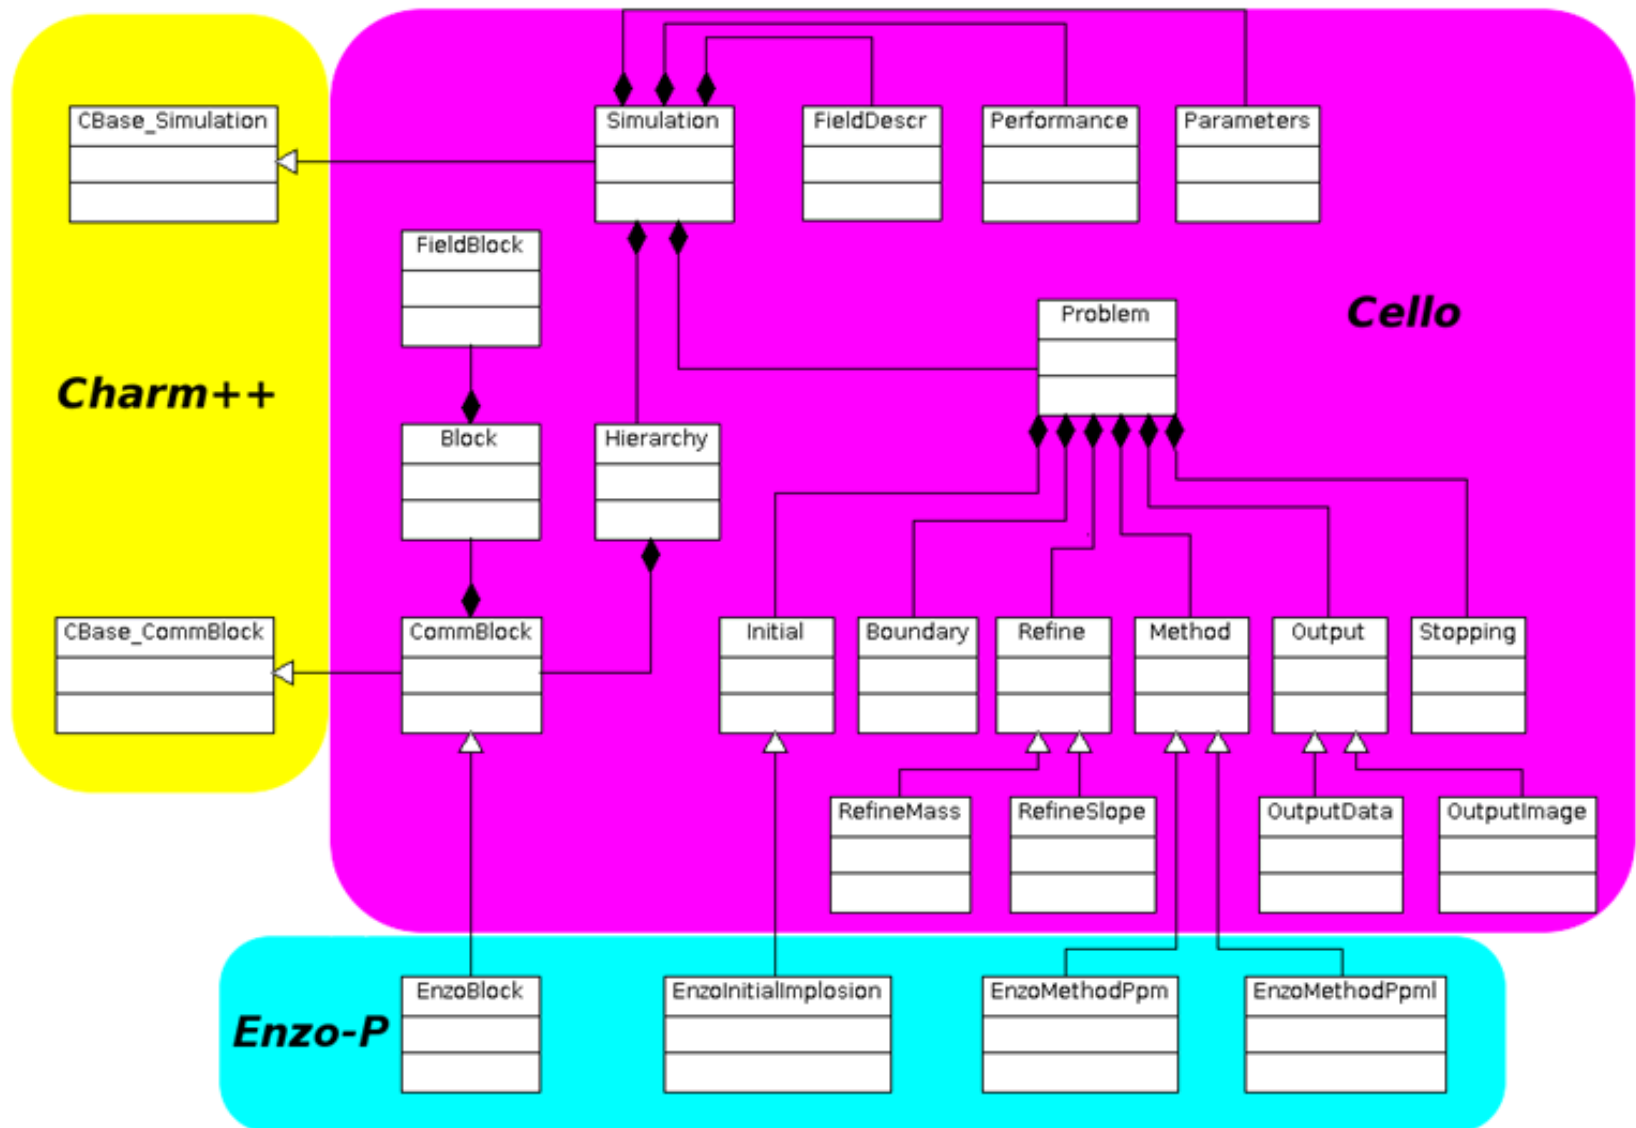 CBase_Simulation
Simulation
FieldDescr
Performance
Parameters
FieldBlock
Problem
Cello
Charm++
Block
Hierarchy
CBase_CommBlock
CommBlock
Initial
Boundary
Refine
Method
Output
Stopping
RefineMass
RefineSlope
OutputData
OutputImage
EnzoBlock
EnzoInitialImplosion
EnzoMethodPpm
EnzoMethodPpml
Enzo-P